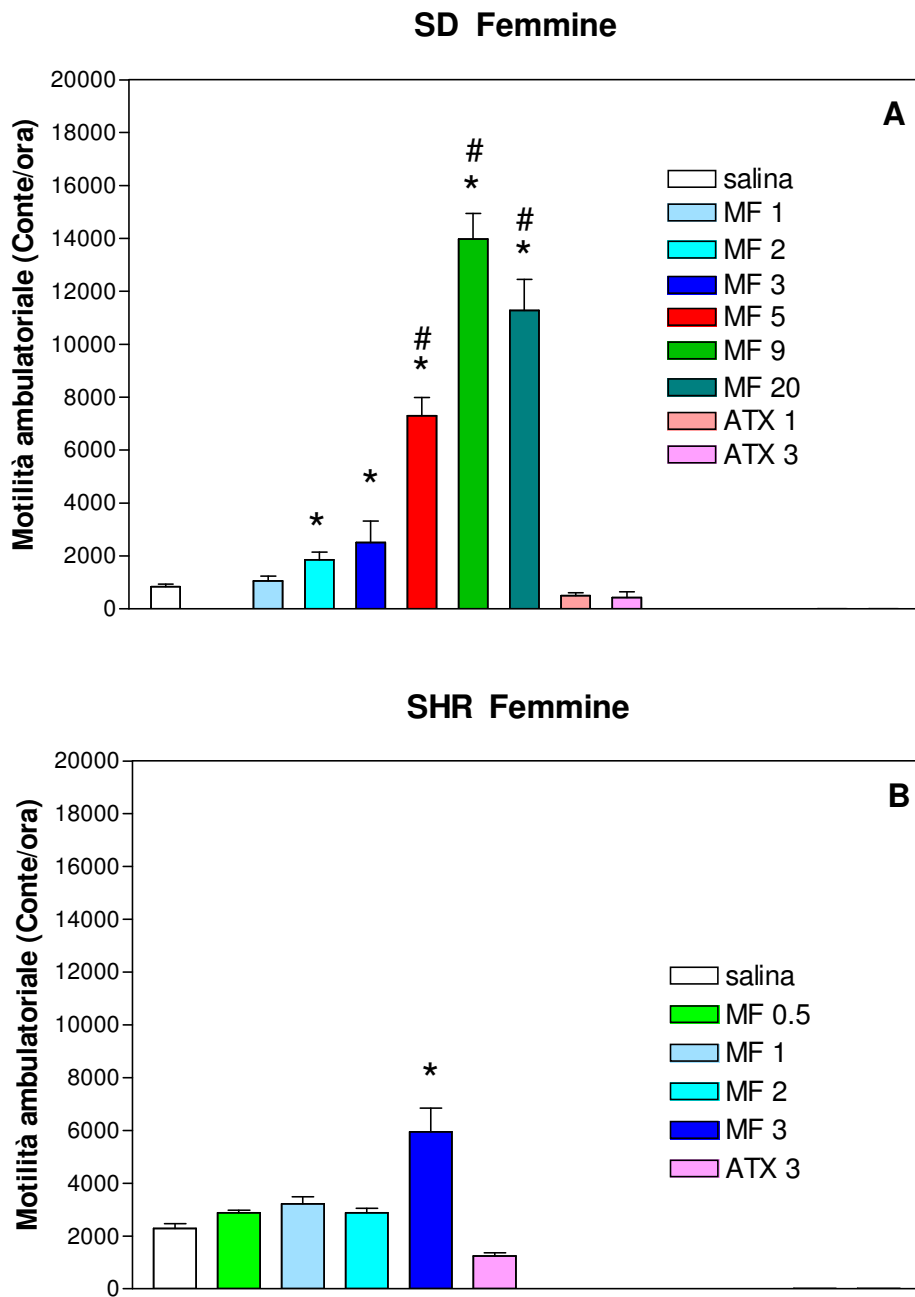 SD Femmine
A
Motilità ambulatoriale (Conte/ora)
20000
18000
16000
14000
12000
10000
8000
6000
4000
2000
0
*
*
#
*
#
*
#
*
salina
MF 1
MF 2
MF 3
MF 5
MF 9
MF 20
ATX 1
ATX 3
SHR Femmine
B
Motilità ambulatoriale (Conte/ora)
20000
18000
16000
14000
12000
10000
8000
6000
4000
2000
0
*
salina
MF 0.5
MF 1
MF 2
MF 3
ATX 3